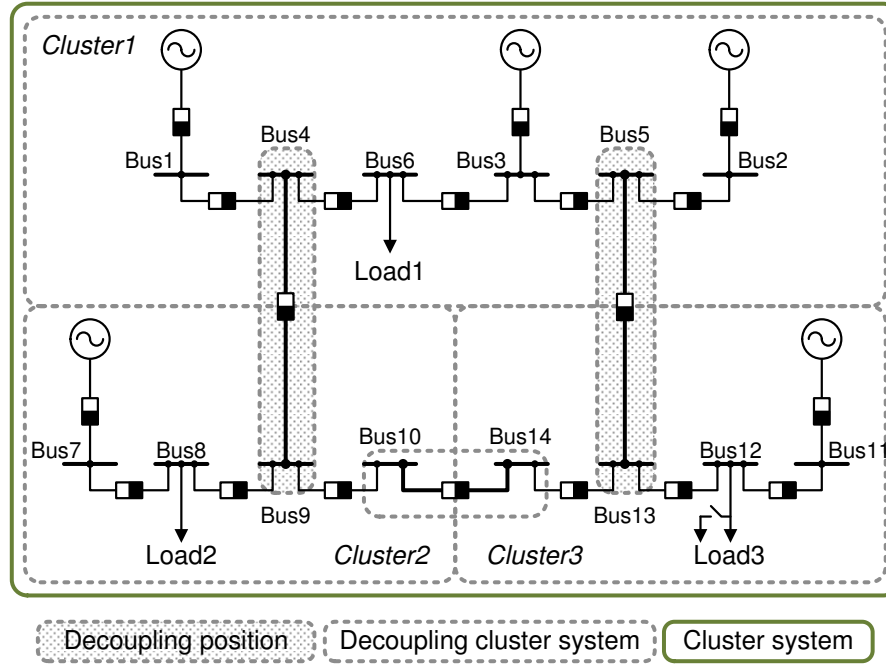 Cluster1
Bus4
Bus5
Bus1
Bus6
Bus3
Bus2
Load1
Bus7
Bus8
Bus10
Bus14
Bus12
Bus11
Bus9
Bus13
Load2
Cluster2
Cluster3
Load3
Decoupling position
Decoupling cluster system
Cluster system